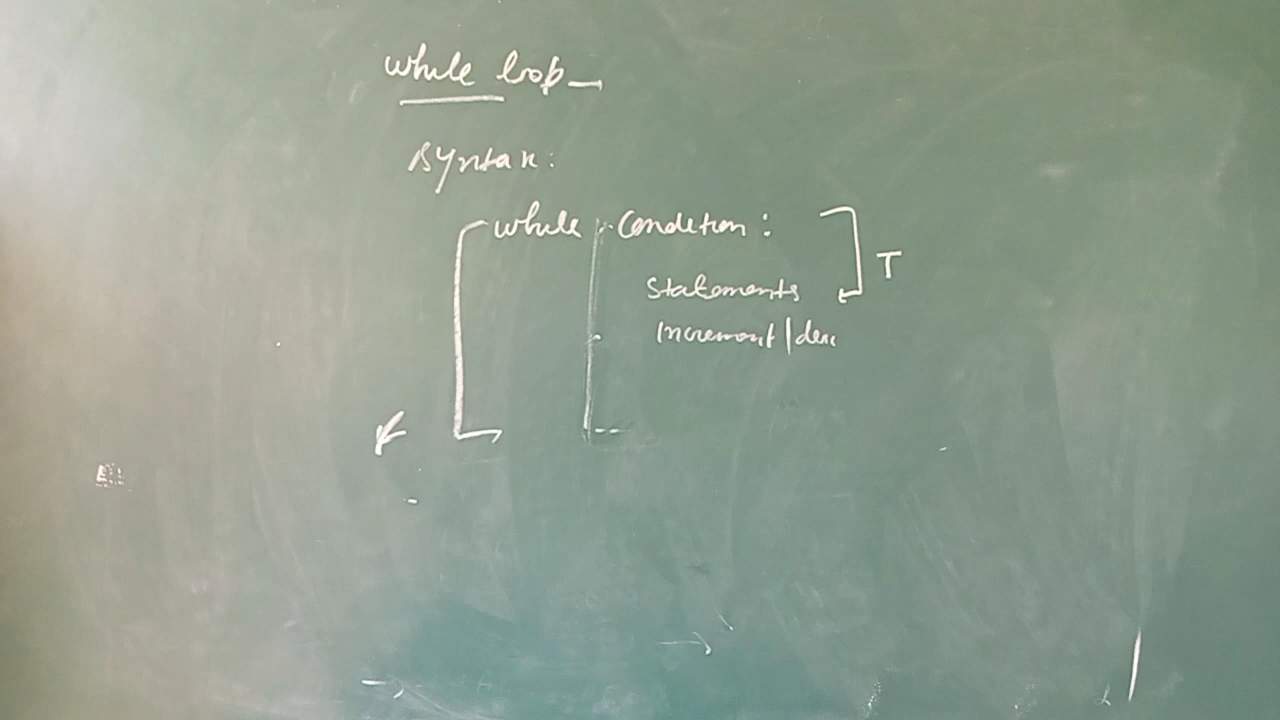 while loop
Syntax:
while condition:
T
Statements
Increment/dec
F